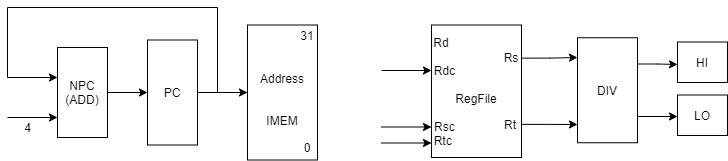 4
NPC
(ADD)
PC
31
Address
IMEM
0
Rd
Rdc
RegFile
Rsc
Rtc
Rs
Rt
DIV
HI
LO